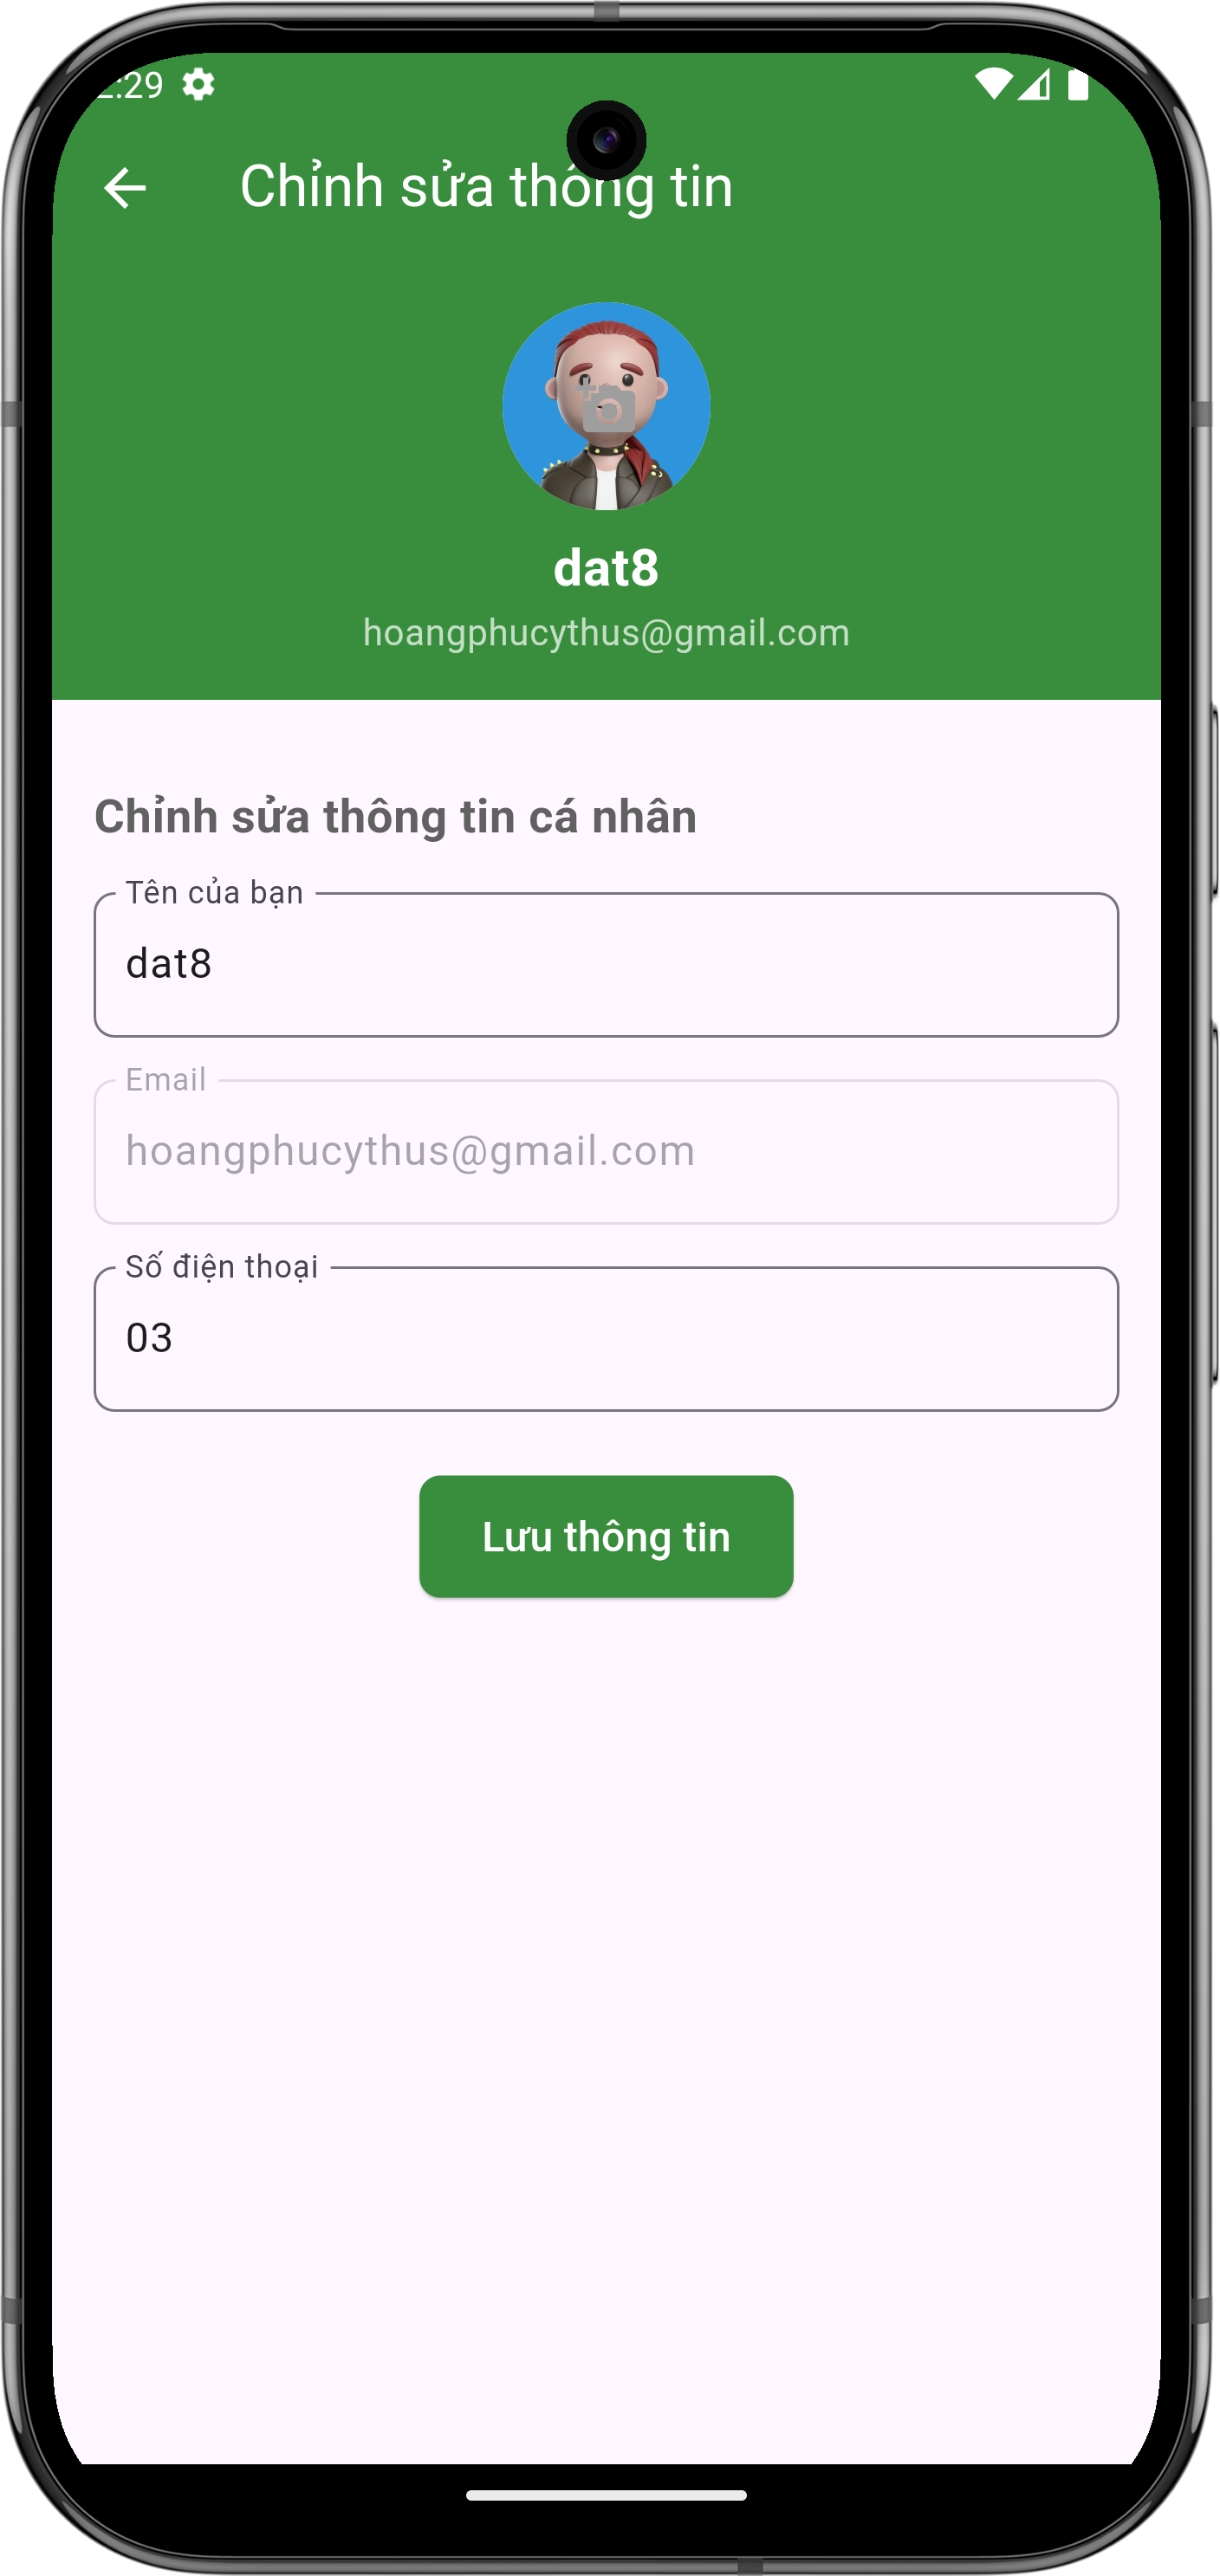 :29
Chỉnh sửa thông tin
dat8
hoangphucythus@gmail.com
Chỉnh sửa thông tin cá nhân
Tên của bạn
dat8
Email
hoangphucythus@gmail.com
Số điện thoại
03
Lưu thông tin